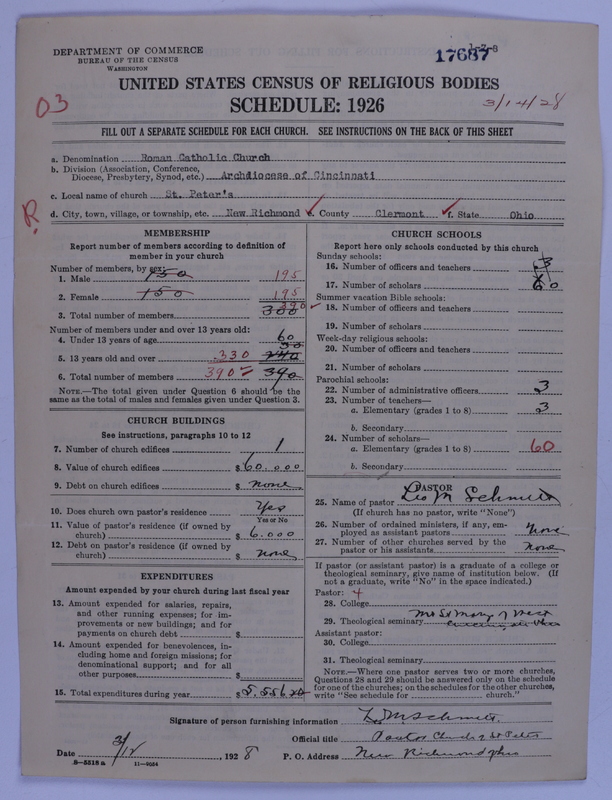 DEPARTMENT OF COMMERCE
BUREAU OF THE CENSUS
WASHINGTON
1-7-8
17687
UNITED STATES CENSUS OF RELIGIOUS BODIES
03
SCHEDULE: 1926
3/14/28
FILL OUT A SEPARATE SCHEDULE FOR EACH CHURCH. SEE INSTRUCTIONS ON THE BACK OF THIS SHEET
a. Denomination Roman Catholic Church
b. Division (Association, Conference,
Diocese, Presbytery, Synod, etc.) Archdiocese of Cincinnati
c. Local name of church St. Peter's
R.
d. City, town, village, or township, etc. New Richmond e. County Clermont f. State Ohio
MEMBERSHIP
Report number of members according to definition of
member in your church
Number of members, by sex:
1. Male 150 195
2. Female 150 195
3. Total number of members 300 390
Number of members under and over 13 years old:
4. Under 13 years of age 60
5. 13 years old and over 330 240
6. Total number of members 390 390
NOTE.—The total given under Question 6 should be the
same as the total of males and females given under Question 3.
CHURCH BUILDINGS
See instructions, paragraphs 10 to 12
7. Number of church edifices 1
8. Value of church edifices $60.000
9. Debt on church edifices $ none
10. Does church own pastor's residence Yes
Yes or No
11. Value of pastor's residence (if owned by
church) $ 6.000
12. Debt on pastor's residence (if owned by
church) $ none
EXPENDITURES
Amount expended by your church during last fiscal year
13. Amount expended for salaries, repairs,
and other running expenses; for im-
provements or new buildings; and for
payments on church debt $
14. Amount expended for benevolences, in-
cluding home and foreign missions; for
denominational support; and for all
other purposes $
15. Total expenditures during year $5.556.20
CHURCH SCHOOLS
Report here only schools conducted by this church
Sunday schools:
16. Number of officers and teachers 3
17. Number of scholars 60
Summer vacation Bible schools:
18. Number of officers and teachers
19. Number of scholars
Week-day religious schools:
20. Number of officers and teachers
21. Number of scholars
Parochial schools:
22. Number of administrative officers 3
23. Number of teachers—
a. Elementary (grades 1 to 8) 3
b. Secondary
24. Number of scholars—
a. Elementary (grades 1 to 8) 60
b. Secondary
PASTOR
25. Name of pastor Leo M Schmitt
(If church has no pastor, write "None")
26. Number of ordained ministers, if any, em-
ployed as assistant pastors None
27. Number of other churches served by the
pastor or his assistants none
If pastor (or assistant pastor) is a graduate of a college or
theological seminary, give name of institution below. (If
not a graduate, write "No" in the space indicated.)
Pastor: 4
28. College
29. Theological seminary Mt St Mary of West
Assistant pastor:
30. College
31. Theological seminary
NOTE.—Where one pastor serves two or more churches,
Questions 28 and 29 should be answered only on the schedule
for one of the churches; on the schedules for the other churches,
write "See schedule for church."
Signature of person furnishing information L M Schmitt
Official title Pastor Church of St Peter
Date 3/12, 1928 P. O. Address New Richmond Ohio
8-5518 a 11-9054